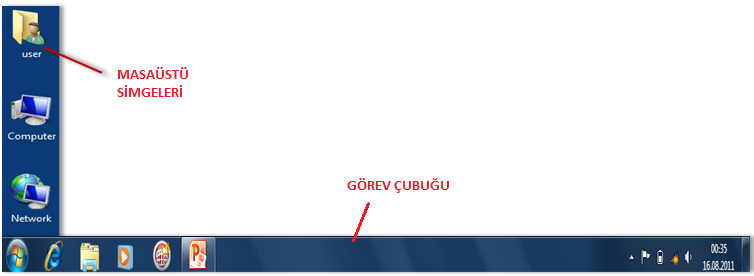 user
MASAÜSTÜ
SİMGELERİ
Computer
GÖREV ÇUBUĞU
Network
00:35
16.08.2011